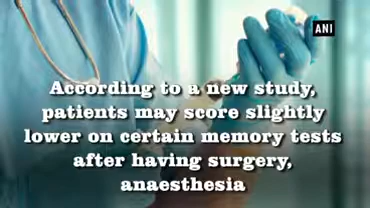 ANI
According to a new study,
patients may score slightly
lower on certain memory tests
after having surgery,
anaesthesia